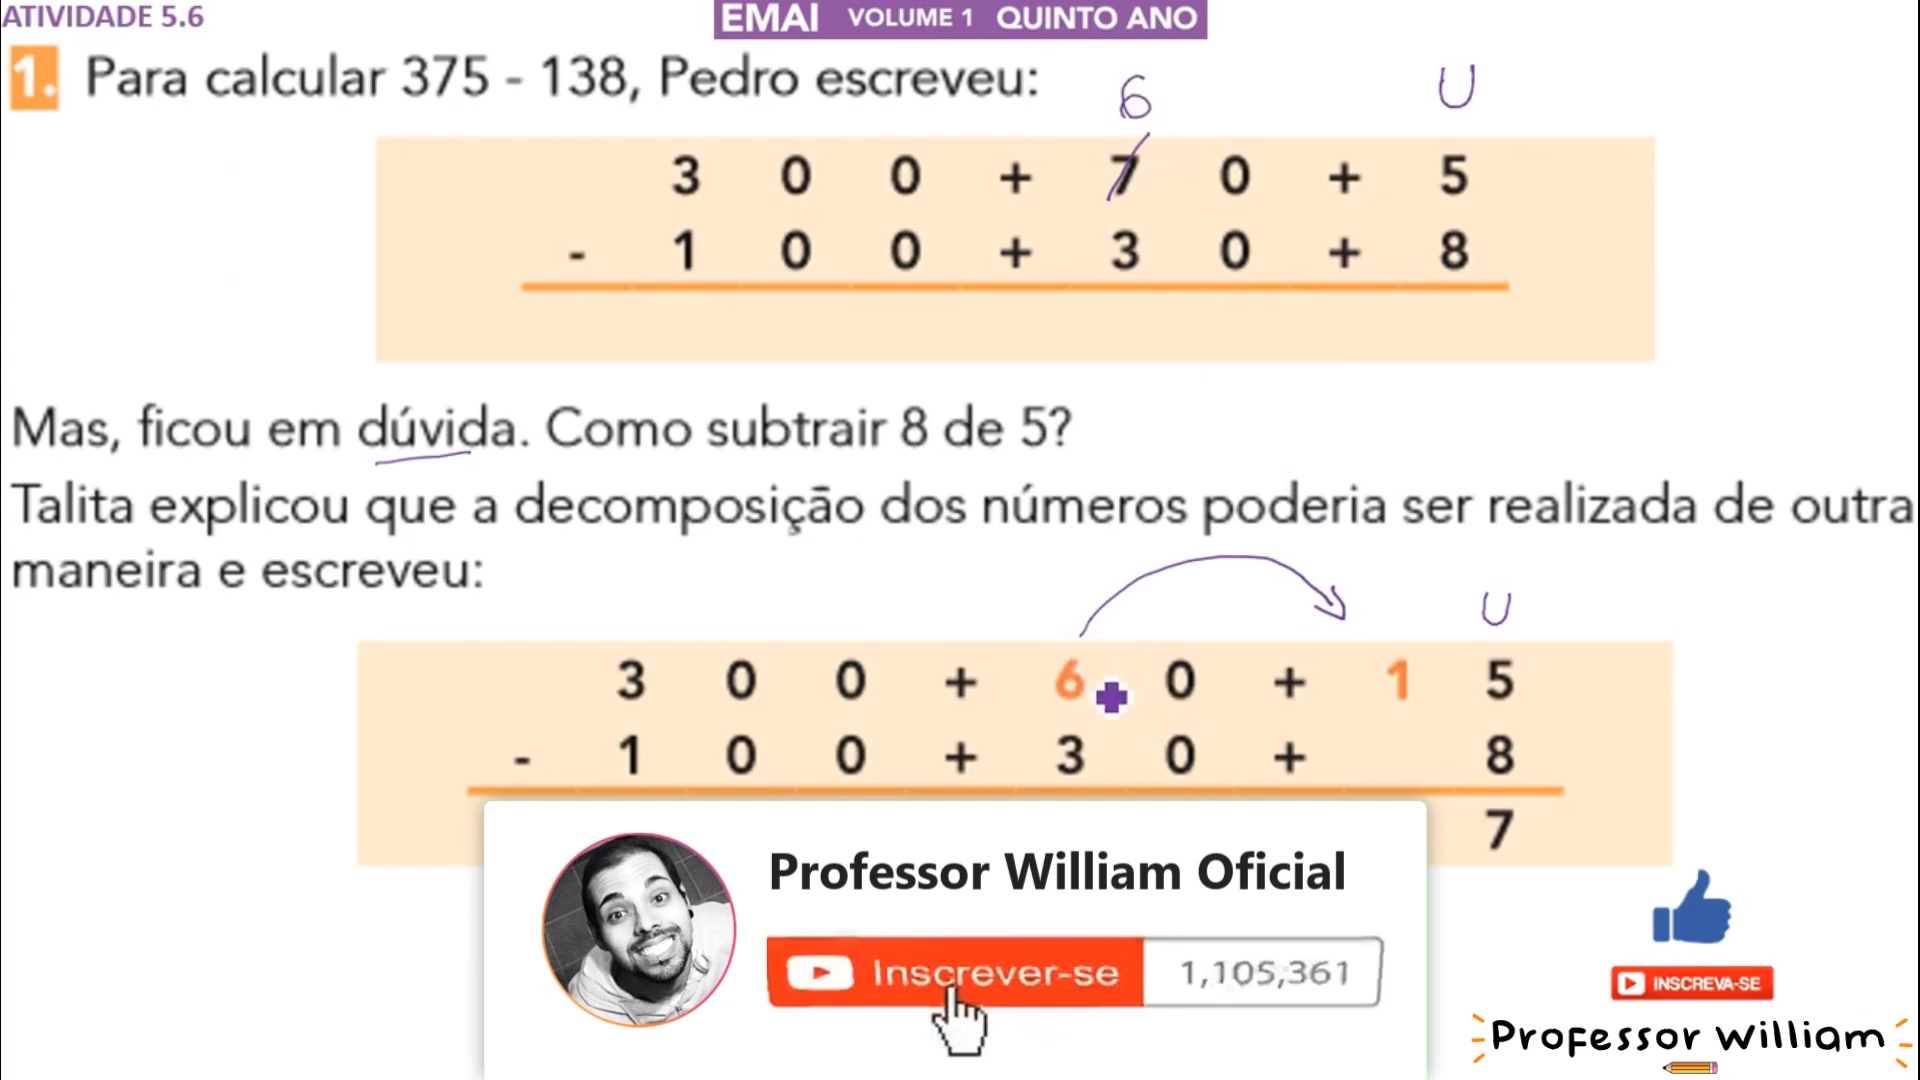 ATIVIDADE 5.6
EMAI VOLUME 1 QUINTO ANO
1. Para calcular 375 - 138, Pedro escreveu:
6 U
3 0 0 + 7 0 + 5
- 1 0 0 + 3 0 + 8
Mas, ficou em dúvida. Como subtrair 8 de 5?
Talita explicou que a decomposição dos números poderia ser realizada de outra
maneira e escreveu:
U
3 0 0 + 6 0 + 1 5
- 1 0 0 + 3 0 + 8
7
Professor William Oficial
Inscrever-se 1,105,361
INSCREVA-SE
Professor William